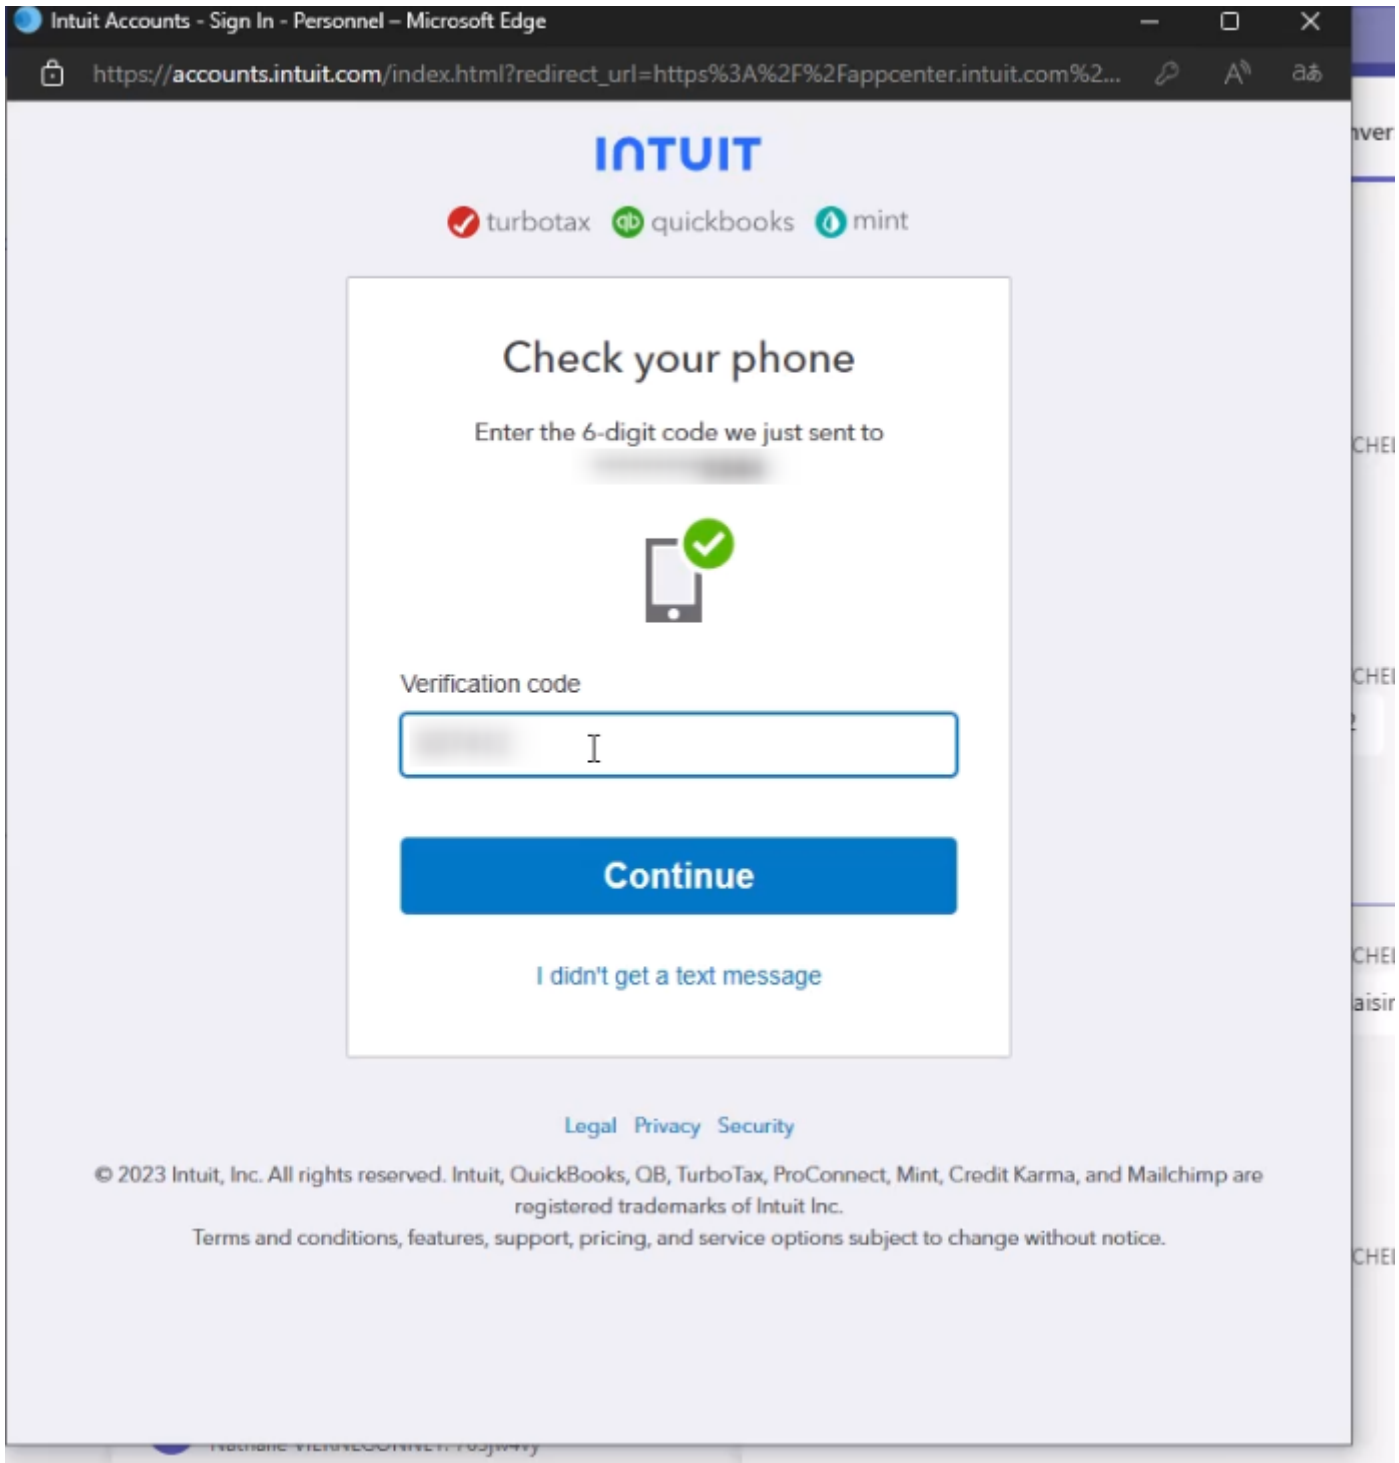 Intuit Accounts - Sign In - Personnel – Microsoft Edge
https://accounts.intuit.com/index.html?redirect_url=https%3A%2F%2Fappcenter.intuit.com%2...
INTUIT
turbotax quickbooks mint
Check your phone
Enter the 6-digit code we just sent to
Verification code
Continue
I didn't get a text message
Legal Privacy Security
© 2023 Intuit, Inc. All rights reserved. Intuit, QuickBooks, QB, TurboTax, ProConnect, Mint, Credit Karma, and Mailchimp are
registered trademarks of Intuit Inc.
Terms and conditions, features, support, pricing, and service options subject to change without notice.